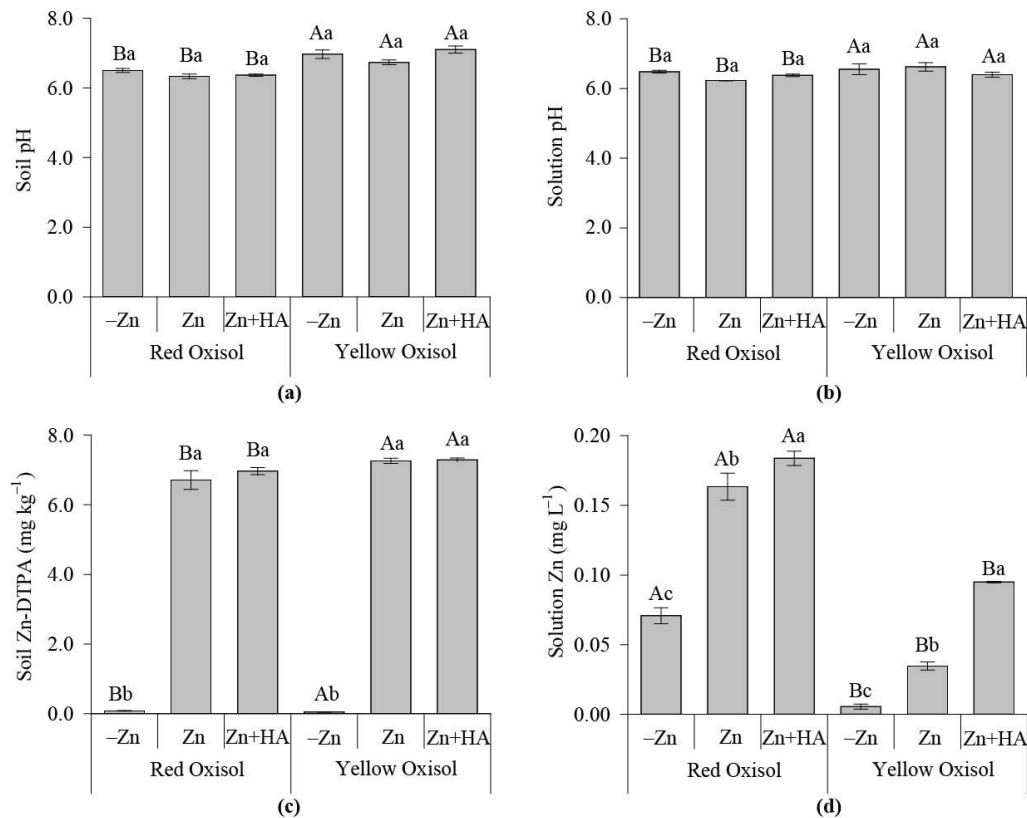 8.0
6.0
4.0
2.0
0.0
Soil pH
Ba Ba Ba Aa Aa Aa
–Zn Zn Zn+HA –Zn Zn Zn+HA
Red Oxisol Yellow Oxisol
(a)
8.0
6.0
4.0
2.0
0.0
Solution pH
Ba Ba Ba Aa Aa Aa
–Zn Zn Zn+HA –Zn Zn Zn+HA
Red Oxisol Yellow Oxisol
(b)
8.0
6.0
4.0
2.0
0.0
Soil Zn-DTPA (mg kg⁻¹)
Bb Ba Ba Ab Aa Aa
–Zn Zn Zn+HA –Zn Zn Zn+HA
Red Oxisol Yellow Oxisol
(c)
0.20
0.15
0.10
0.05
0.00
Solution Zn (mg L⁻¹)
Ac Ab Aa Bc Bb Ba
–Zn Zn Zn+HA –Zn Zn Zn+HA
Red Oxisol Yellow Oxisol
(d)